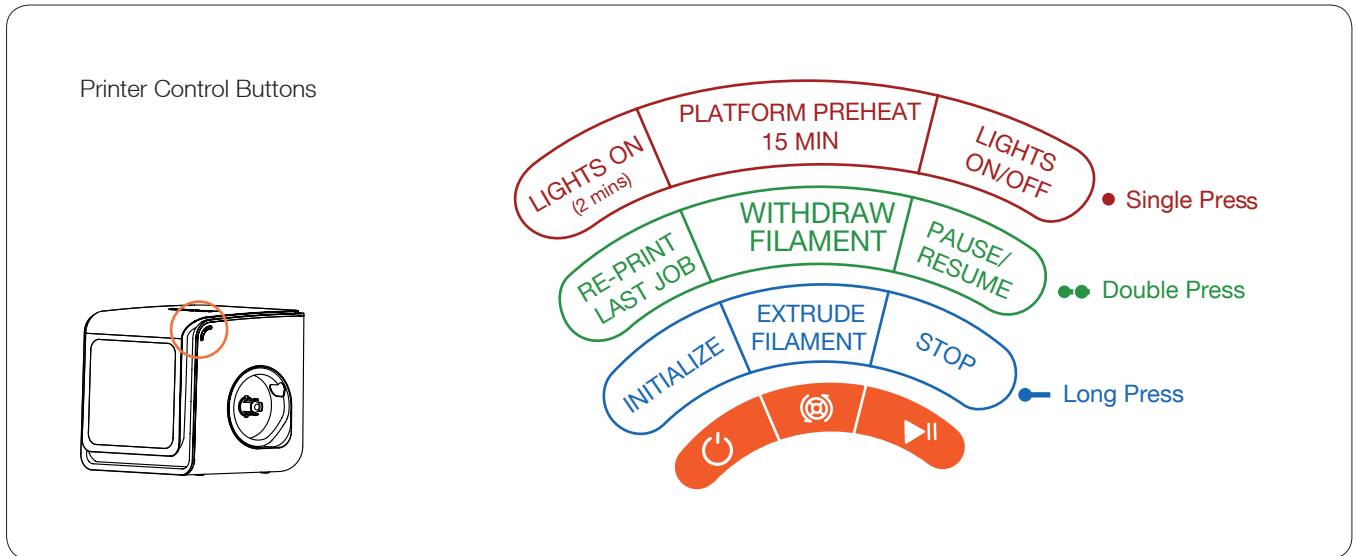 Printer Control Buttons
LIGHTS ON
(2 mins)
PLATFORM PREHEAT
15 MIN
LIGHTS
ON/OFF
Single Press
RE-PRINT
LAST JOB
WITHDRAW
FILAMENT
PAUSE/
RESUME
Double Press
INITIALIZE
EXTRUDE
FILAMENT
STOP
Long Press